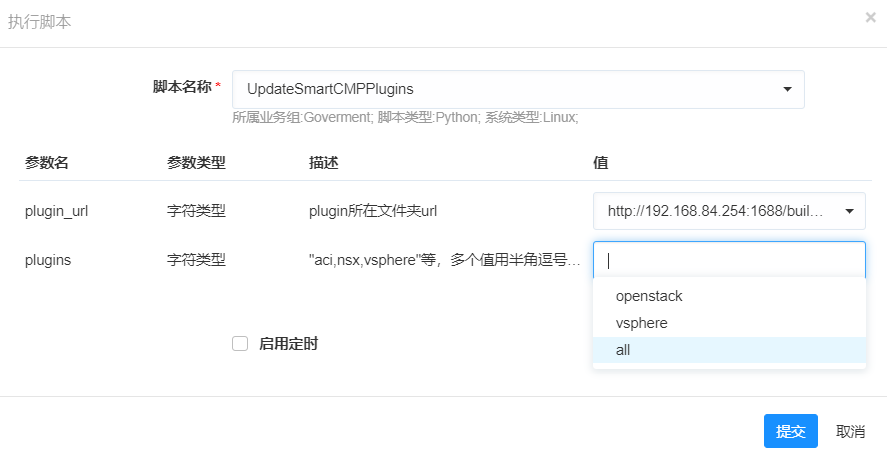 执行脚本
脚本名称 *
UpdateSmartCMPPlugins
所属业务组:Goverment; 脚本类型:Python; 系统类型:Linux;
参数名 参数类型 描述 值
plugin_url 字符类型 plugin所在文件夹url http://192.168.84.254:1688/buil…
plugins 字符类型 "aci,nsx,vsphere"等，多个值用半角逗号…
openstack
vsphere
启用定时 all
提交 取消